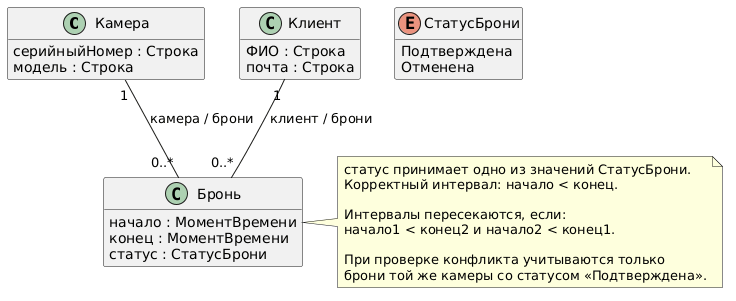 C Камера
серийныйНомер : Строка
модель : Строка
C Клиент
ФИО : Строка
почта : Строка
E СтатусБрони
Подтверждена
Отменена
1
1
камера / брони
клиент / брони
0..*
0..*
C Бронь
начало : МоментВремени
конец : МоментВремени
статус : СтатусБрони
статус принимает одно из значений СтатусБрони.
Корректный интервал: начало < конец.
Интервалы пересекаются, если:
начало1 < конец2 и начало2 < конец1.
При проверке конфликта учитываются только
брони той же камеры со статусом «Подтверждена».